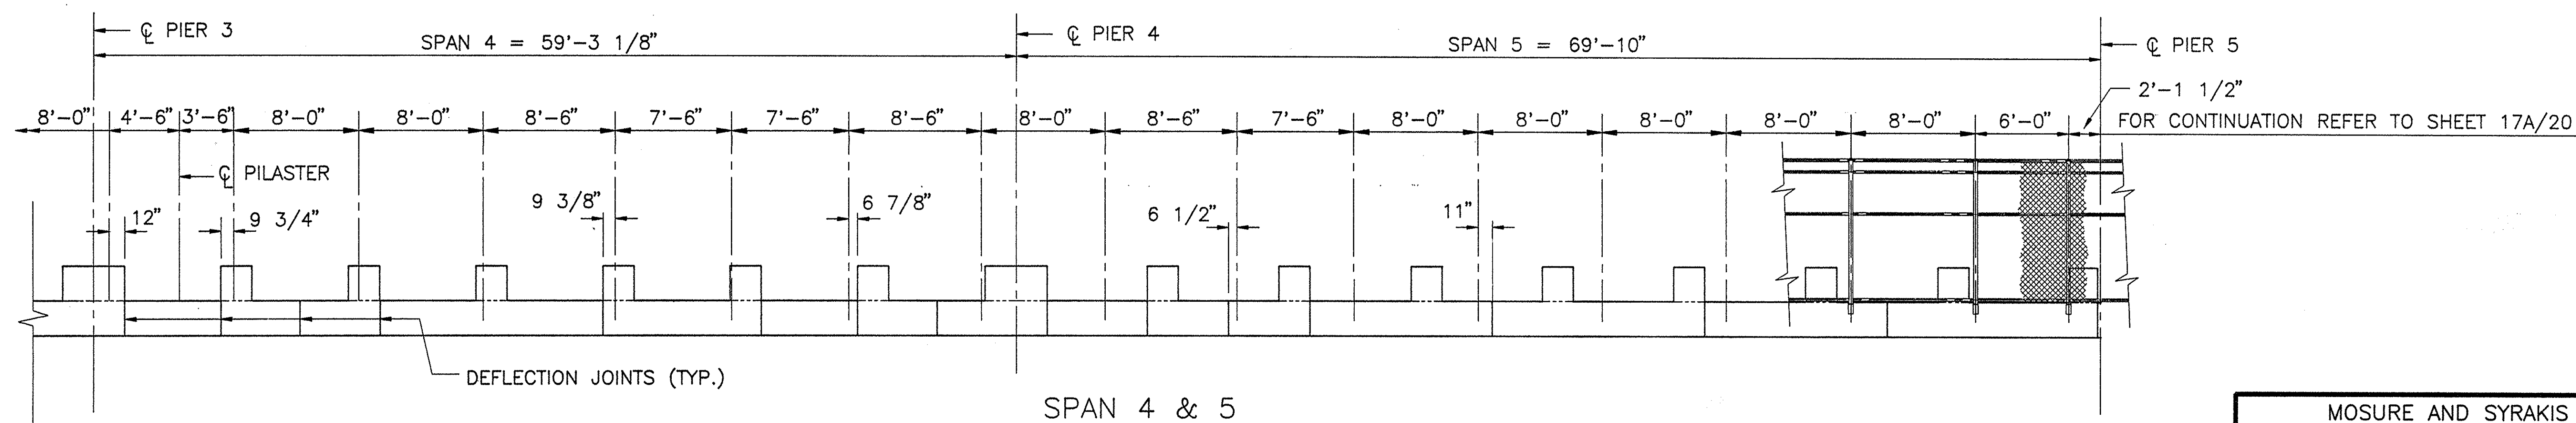 ℄ PIER 3
SPAN 4 = 59'-3 1/8"
℄ PIER 4
SPAN 5 = 69'-10"
℄ PIER 5
2'-1 1/2"
8'-0" 4'-6" 3'-6" 8'-0" 8'-0" 8'-6" 7'-6" 7'-6" 8'-6" 8'-0" 8'-6" 7'-6" 8'-0" 8'-0" 8'-0" 8'-0" 8'-0" 6'-0"
FOR CONTINUATION REFER TO SHEET 17A/20
℄ PILASTER
12"
9 3/4"
9 3/8"
6 7/8"
6 1/2"
11"
DEFLECTION JOINTS (TYP.)
SPAN 4 & 5
MOSURE AND SYRAKIS